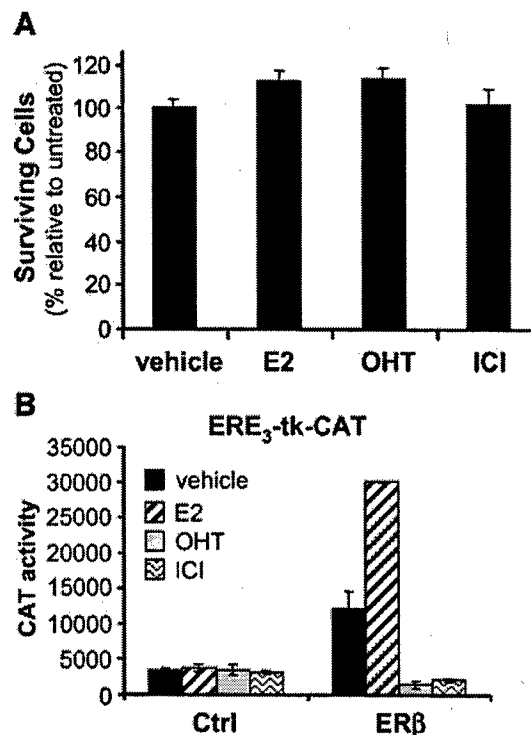 A
Surviving Cells
(% relative to untreated)
120
100
80
60
40
20
0
vehicle E2 OHT ICI
B
ERE₃-tk-CAT
CAT activity
35000
30000
25000
20000
15000
10000
5000
0
vehicle
E2
OHT
ICI
Ctrl ERβ